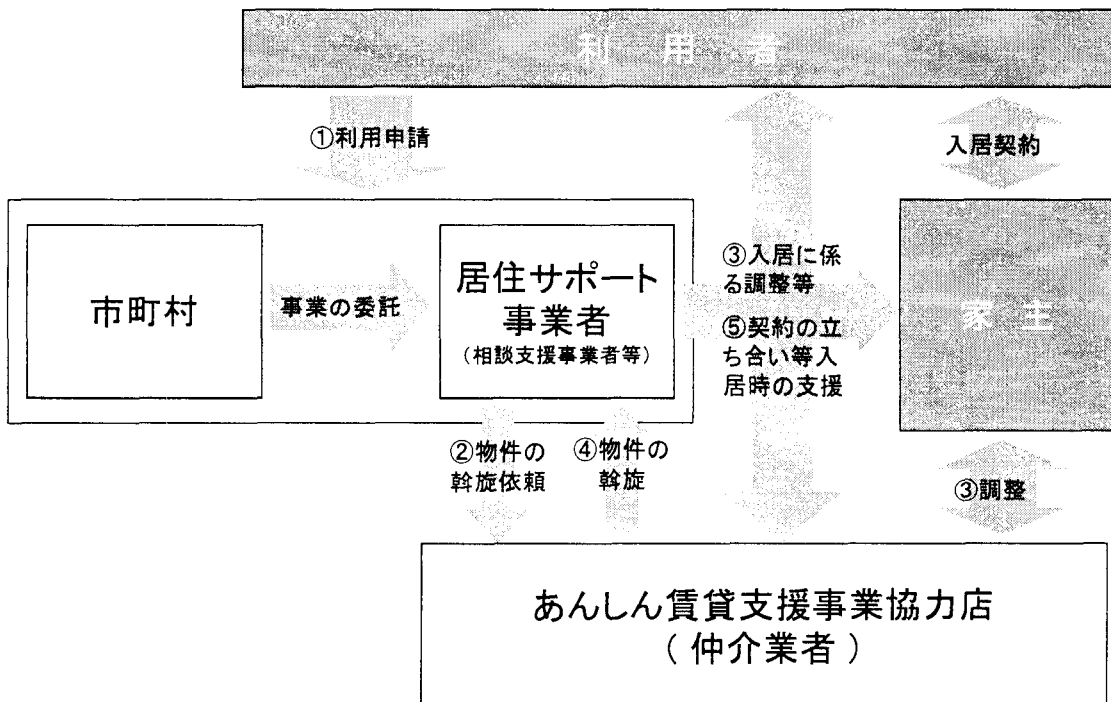 利用者
①利用申請
入居契約
市町村
事業の委託
居住サポート
事業者
(相談支援事業者等)
③入居に係
る調整等
⑤契約の立
ち合い等入
居時の支援
家主
②物件の
斡旋依頼
④物件の
斡旋
③調整
あんしん賃貸支援事業協力店
(仲介業者)